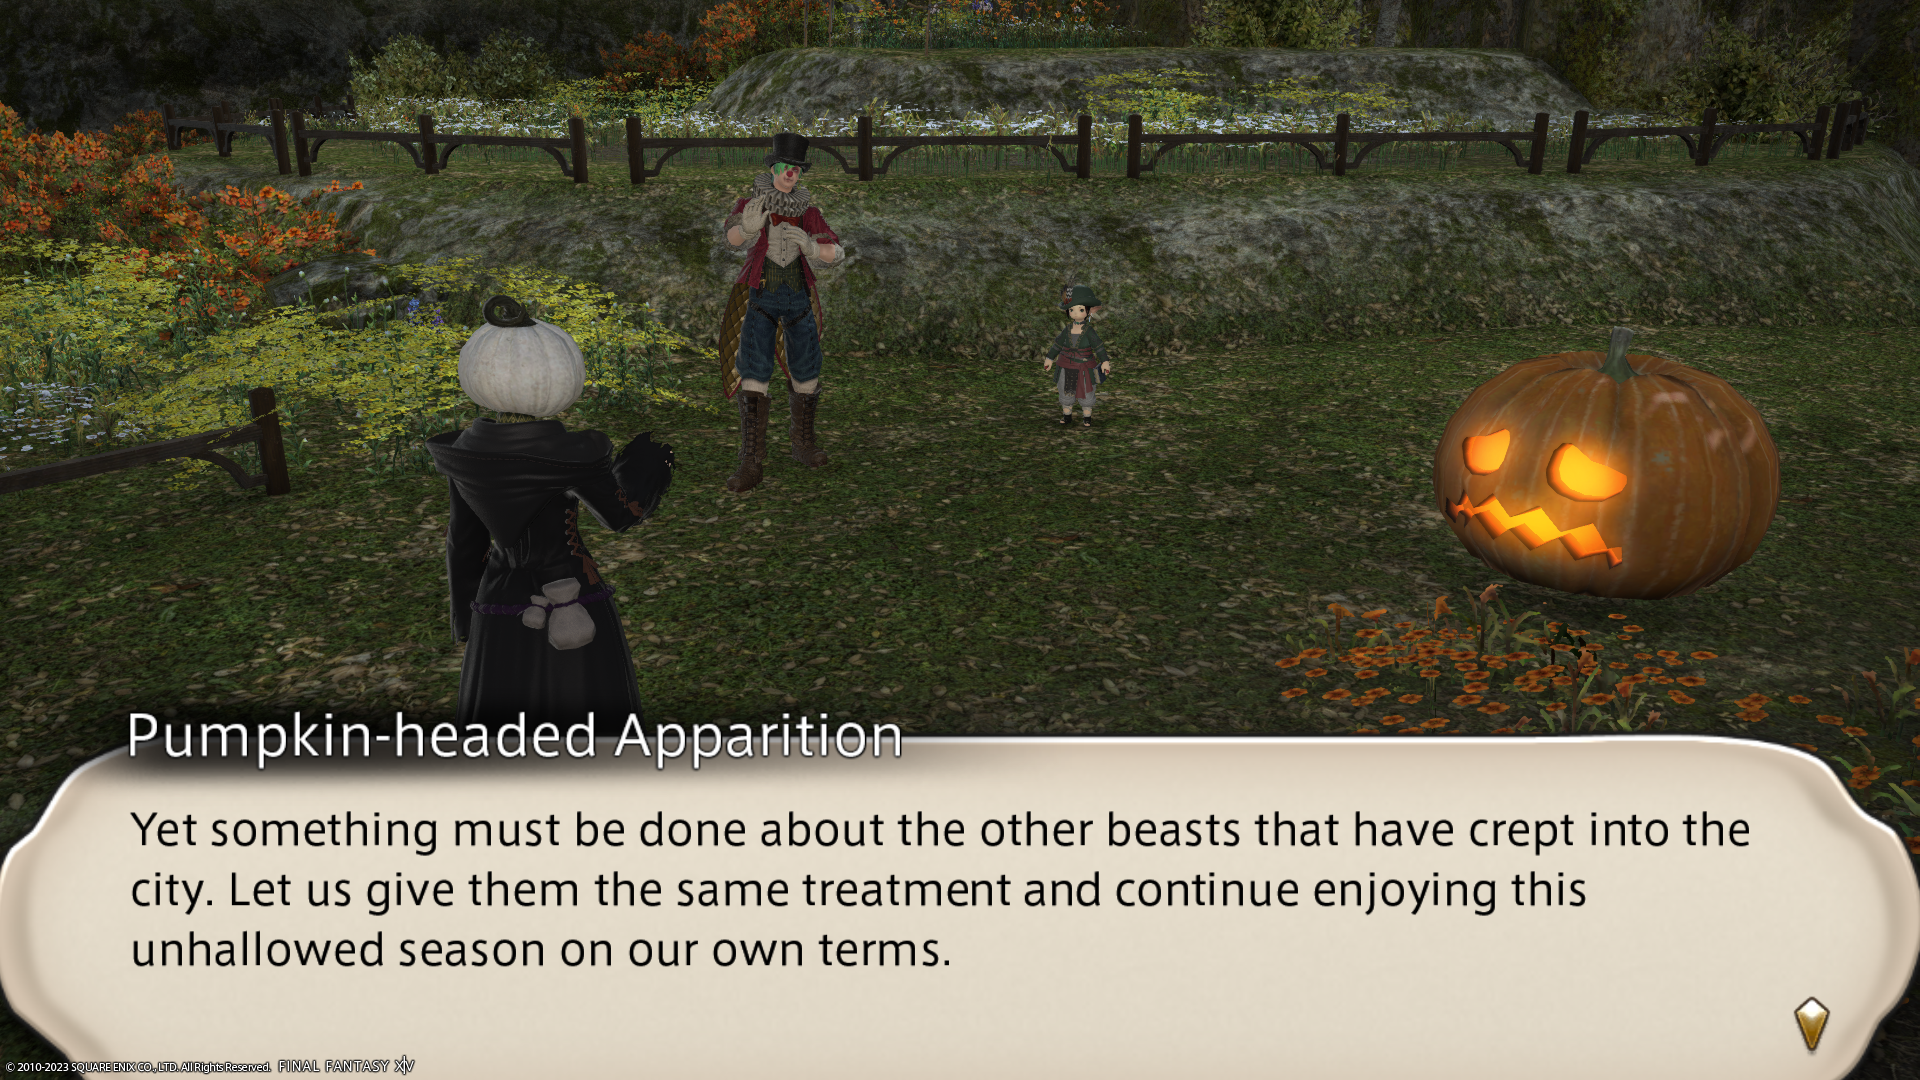 Pumpkin-headed Apparition
Yet something must be done about the other beasts that have crept into the
city. Let us give them the same treatment and continue enjoying this
unhallowed season on our own terms.
© 2010-2023 SQUARE ENIX CO., LTD. All Rights Reserved. FINAL FANTASY XIV